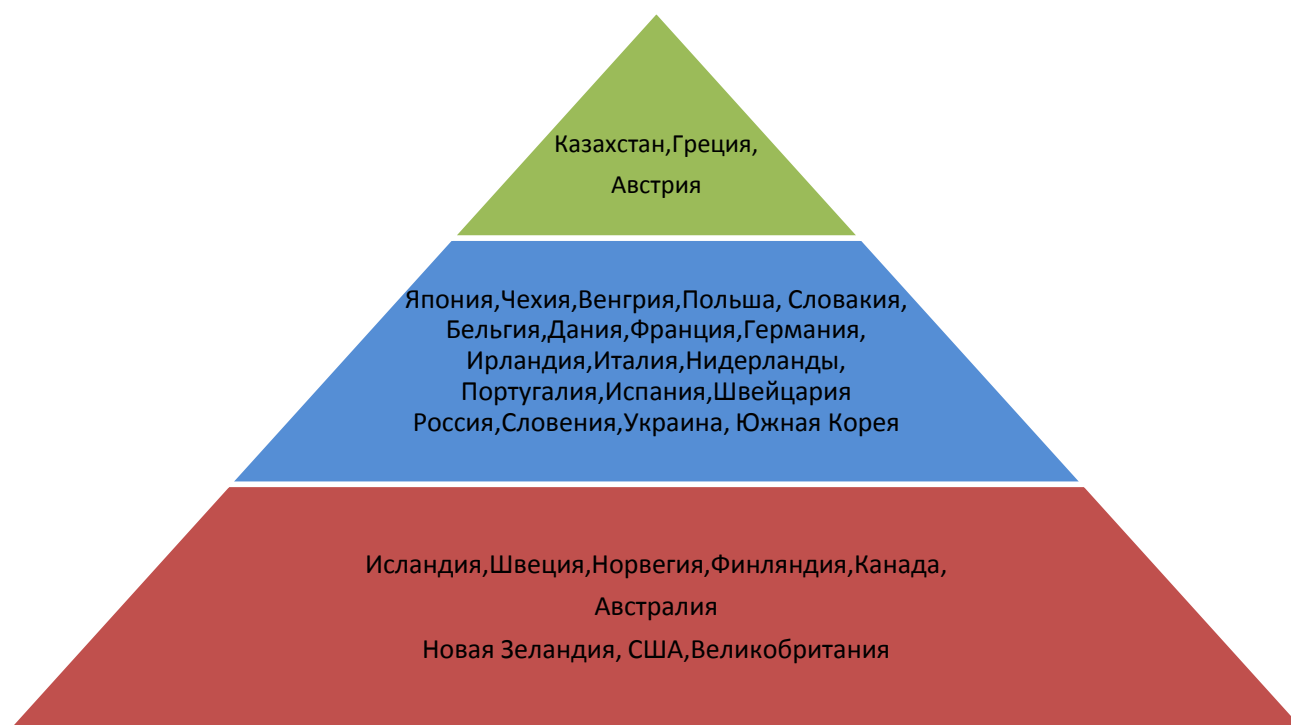 Казахстан,Греция,
Австрия
Япония,Чехия,Венгрия,Польша, Словакия,
Бельгия,Дания,Франция,Германия,
Ирландия,Италия,Нидерланды,
Португалия,Испания,Швейцария
Россия,Словения,Украина, Южная Корея
Исландия,Швеция,Норвегия,Финляндия,Канада,
Австралия
Новая Зеландия, США,Великобритания